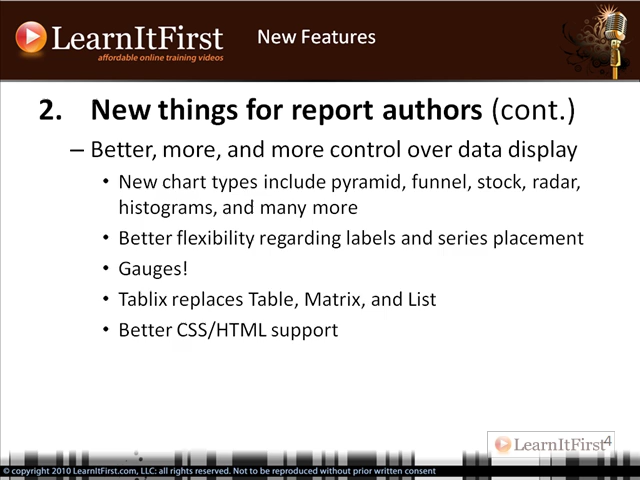 LearnItFirst
affordable online training videos
New Features
2. New things for report authors (cont.)
– Better, more, and more control over data display
• New chart types include pyramid, funnel, stock, radar,
histograms, and many more
• Better flexibility regarding labels and series placement
• Gauges!
• Tablix replaces Table, Matrix, and List
• Better CSS/HTML support
LearnItFirst
4
© copyright 2010 LearnItFirst.com, LLC: all rights reserved. Not to be reproduced without prior written consent